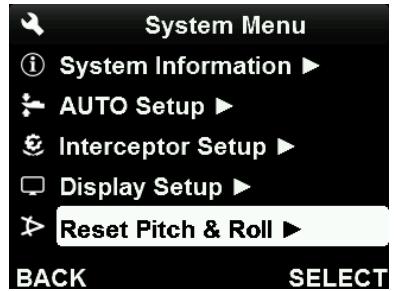 System Menu
System Information ►
AUTO Setup ►
Interceptor Setup ►
Display Setup ►
Reset Pitch & Roll ►
BACK SELECT